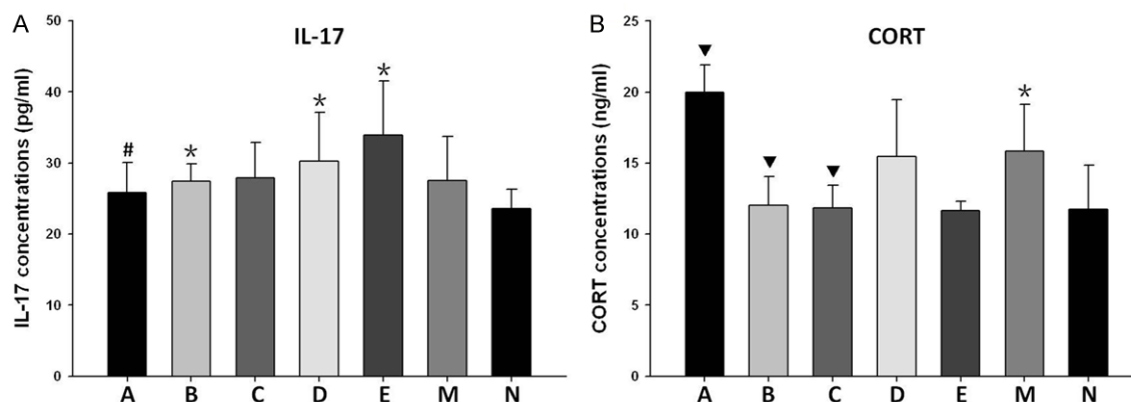 A
IL-17
IL-17 concentrations (pg/ml)
50
40
30
20
10
0
#
*
*
*
A B C D E M N
B
CORT
CORT concentrations (ng/ml)
25
20
15
10
5
0
▼
▼
▼
*
A B C D E M N